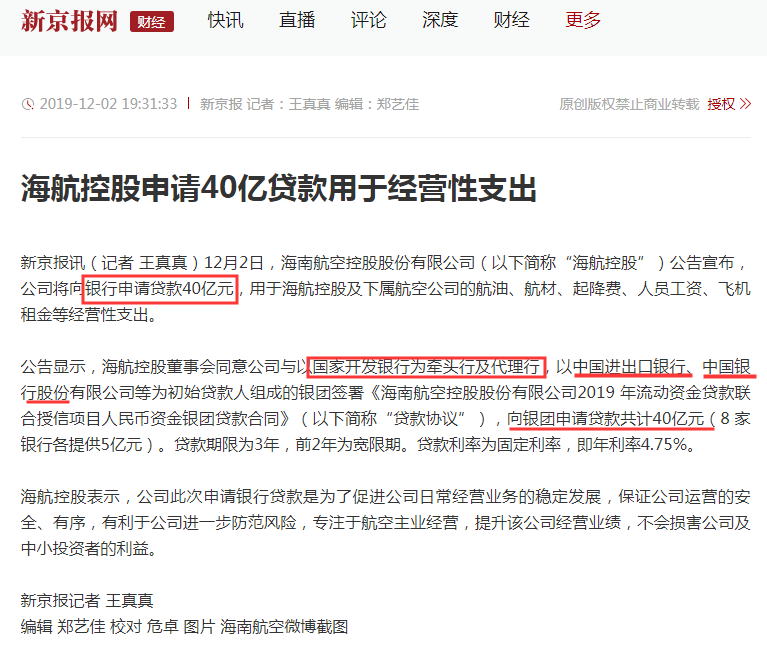 新京报网 财经 快讯 直播 评论 深度 财经 更多
2019-12-02 19:31:33 新京报 记者：王真真 编辑：郑艺佳 原创版权禁止商业转载 授权
海航控股申请40亿贷款用于经营性支出
新京报讯（记者 王真真）12月2日，海南航空控股股份有限公司（以下简称“海航控股”）公告宣布，
公司将向银行申请贷款40亿元，用于海航控股及下属航空公司的航油、航材、起降费、人员工资、飞机
租金等经营性支出。
公告显示，海航控股董事会同意公司与以国家开发银行为牵头行及代理行，以中国进出口银行、中国银
行股份有限公司等为初始贷款人组成的银团签署《海南航空控股股份有限公司2019 年流动资金贷款联
合授信项目人民币资金银团贷款合同》（以下简称“贷款协议”），向银团申请贷款共计40亿元（8 家
银行各提供5亿元）。贷款期限为3年，前2年为宽限期。贷款利率为固定利率，即年利率4.75%。
海航控股表示，公司此次申请银行贷款是为了促进公司日常经营业务的稳定发展，保证公司运营的安
全、有序，有利于公司进一步防范风险，专注于航空主业经营，提升该公司经营业绩，不会损害公司及
中小投资者的利益。
新京报记者 王真真
编辑 郑艺佳 校对 危卓 图片 海南航空微博截图